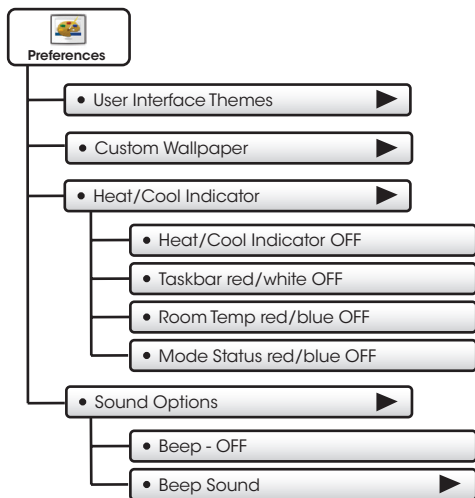 Preferences
• User Interface Themes
• Custom Wallpaper
• Heat/Cool Indicator
• Heat/Cool Indicator OFF
• Taskbar red/white OFF
• Room Temp red/blue OFF
• Mode Status red/blue OFF
• Sound Options
• Beep - OFF
• Beep Sound